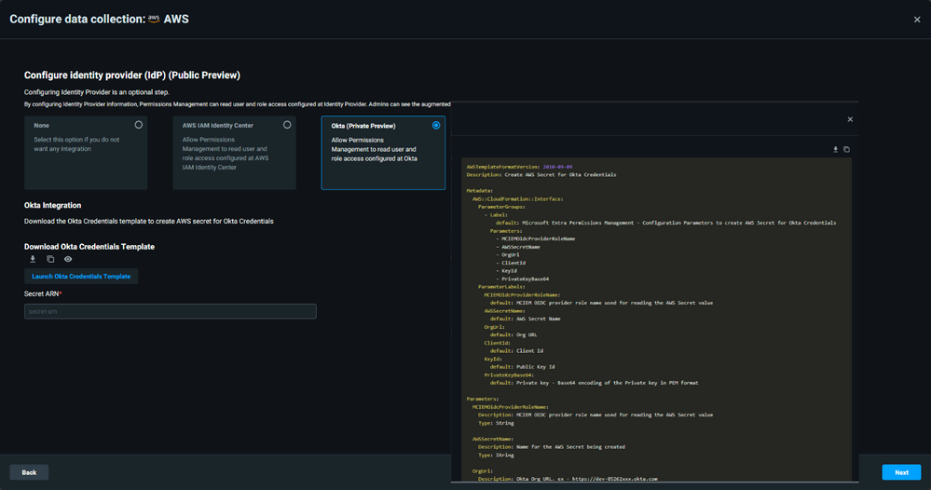 Configure data collection: aws AWS
Configure identity provider (IdP) (Public Preview)
Configuring Identity Provider is an optional step.
By configuring Identity Provider information, Permissions Management can read user and role access configured at Identity Provider. Admins can see the augmented
None
Select this option if you do not
want any integration
AWS IAM Identity Center
Allow Permissions
Management to read user and
role access configured at AWS
IAM Identity Center
Okta (Private Preview)
Allow Permissions
Management to read user and
role access configured at Okta
Okta Integration
Download the Okta Credentials template to create AWS secret for Okta Credentials
Download Okta Credentials Template
Launch Okta Credentials Template
Secret ARN*
secret-arn
Back
AWSTemplateFormatVersion: 2010-09-09
Description: Create AWS Secret for Okta Credentials
Metadata:
AWS::CloudFormation::Interface:
ParameterGroups:
- Label:
default: Microsoft Entra Permissions Management - Configuration Parameters to create AWS Secret for Okta Credentials
Parameters:
- MCIEMOidcProviderRoleName
- AWSSecretName
- OrgUrl
- ClientId
- KeyId
- PrivateKeyBase64
ParameterLabels:
MCIEMOidcProviderRoleName:
default: MCIEM OIDC provider role name used for reading the AWS Secret value
AWSSecretName:
default: AWS Secret Name
OrgUrl:
default: Org URL
ClientId:
default: Client Id
KeyId:
default: Public Key Id
PrivateKeyBase64:
default: Private key - Base64 encoding of the Private key in PEM format
Parameters:
MCIEMOidcProviderRoleName:
Description: MCIEM OIDC provider role name used for reading the AWS Secret value
Type: String
AWSSecretName:
Description: Name for the AWS Secret being created
Type: String
OrgUrl:
Description: Okta Org URL. ex - https://dev-05262xxx.okta.com
Next